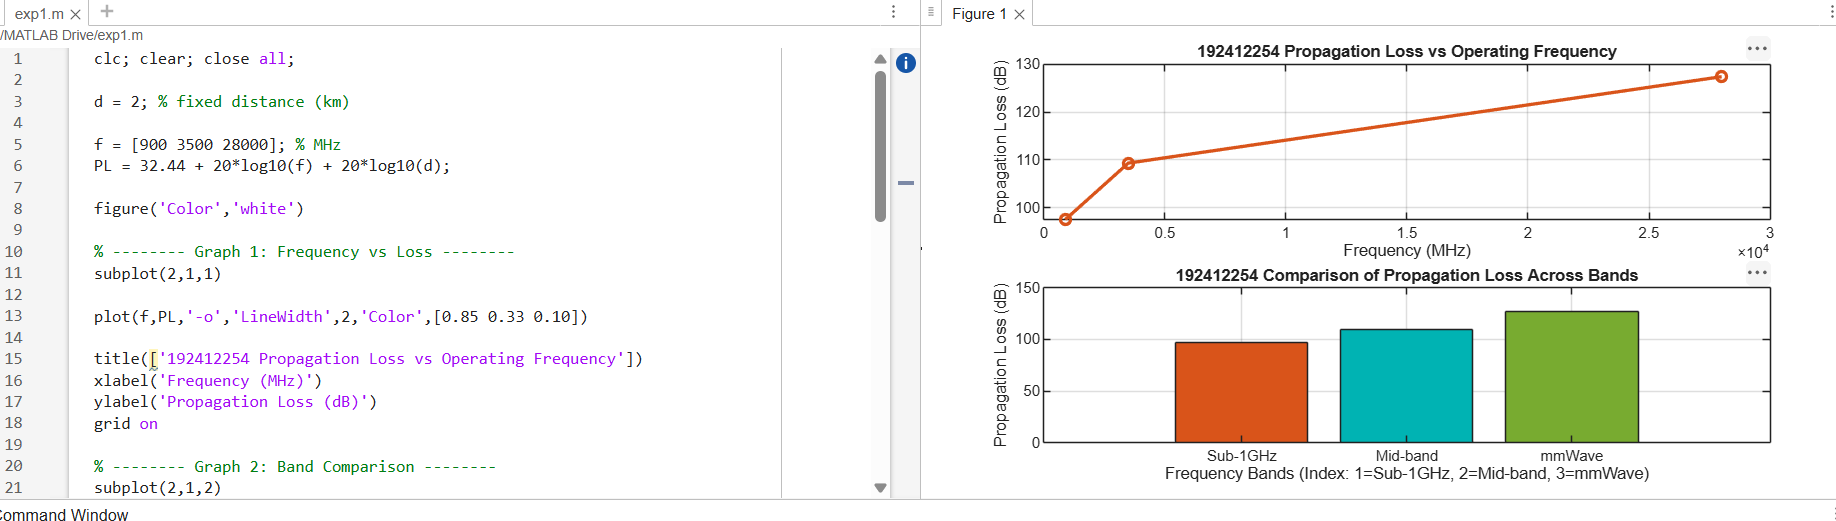 exp1.m
/MATLAB Drive/exp1.m
1 clc; clear; close all;
2
3 d = 2; % fixed distance (km)
4
5 f = [900 3500 28000]; % MHz
6 PL = 32.44 + 20*log10(f) + 20*log10(d);
7
8 figure('Color','white')
9
10 % -------- Graph 1: Frequency vs Loss --------
11 subplot(2,1,1)
12
13 plot(f,PL,'-o','LineWidth',2,'Color',[0.85 0.33 0.10])
14
15 title(['192412254 Propagation Loss vs Operating Frequency'])
16 xlabel('Frequency (MHz)')
17 ylabel('Propagation Loss (dB)')
18 grid on
19
20 % -------- Graph 2: Band Comparison --------
21 subplot(2,1,2)
ommand Window
Figure 1
192412254 Propagation Loss vs Operating Frequency
Propagation Loss (dB)
130
120
110
100
0 0.5 1 1.5 2 2.5 3
Frequency (MHz)
×10⁴
192412254 Comparison of Propagation Loss Across Bands
Propagation Loss (dB)
150
100
50
0
Sub-1GHz Mid-band mmWave
Frequency Bands (Index: 1=Sub-1GHz, 2=Mid-band, 3=mmWave)